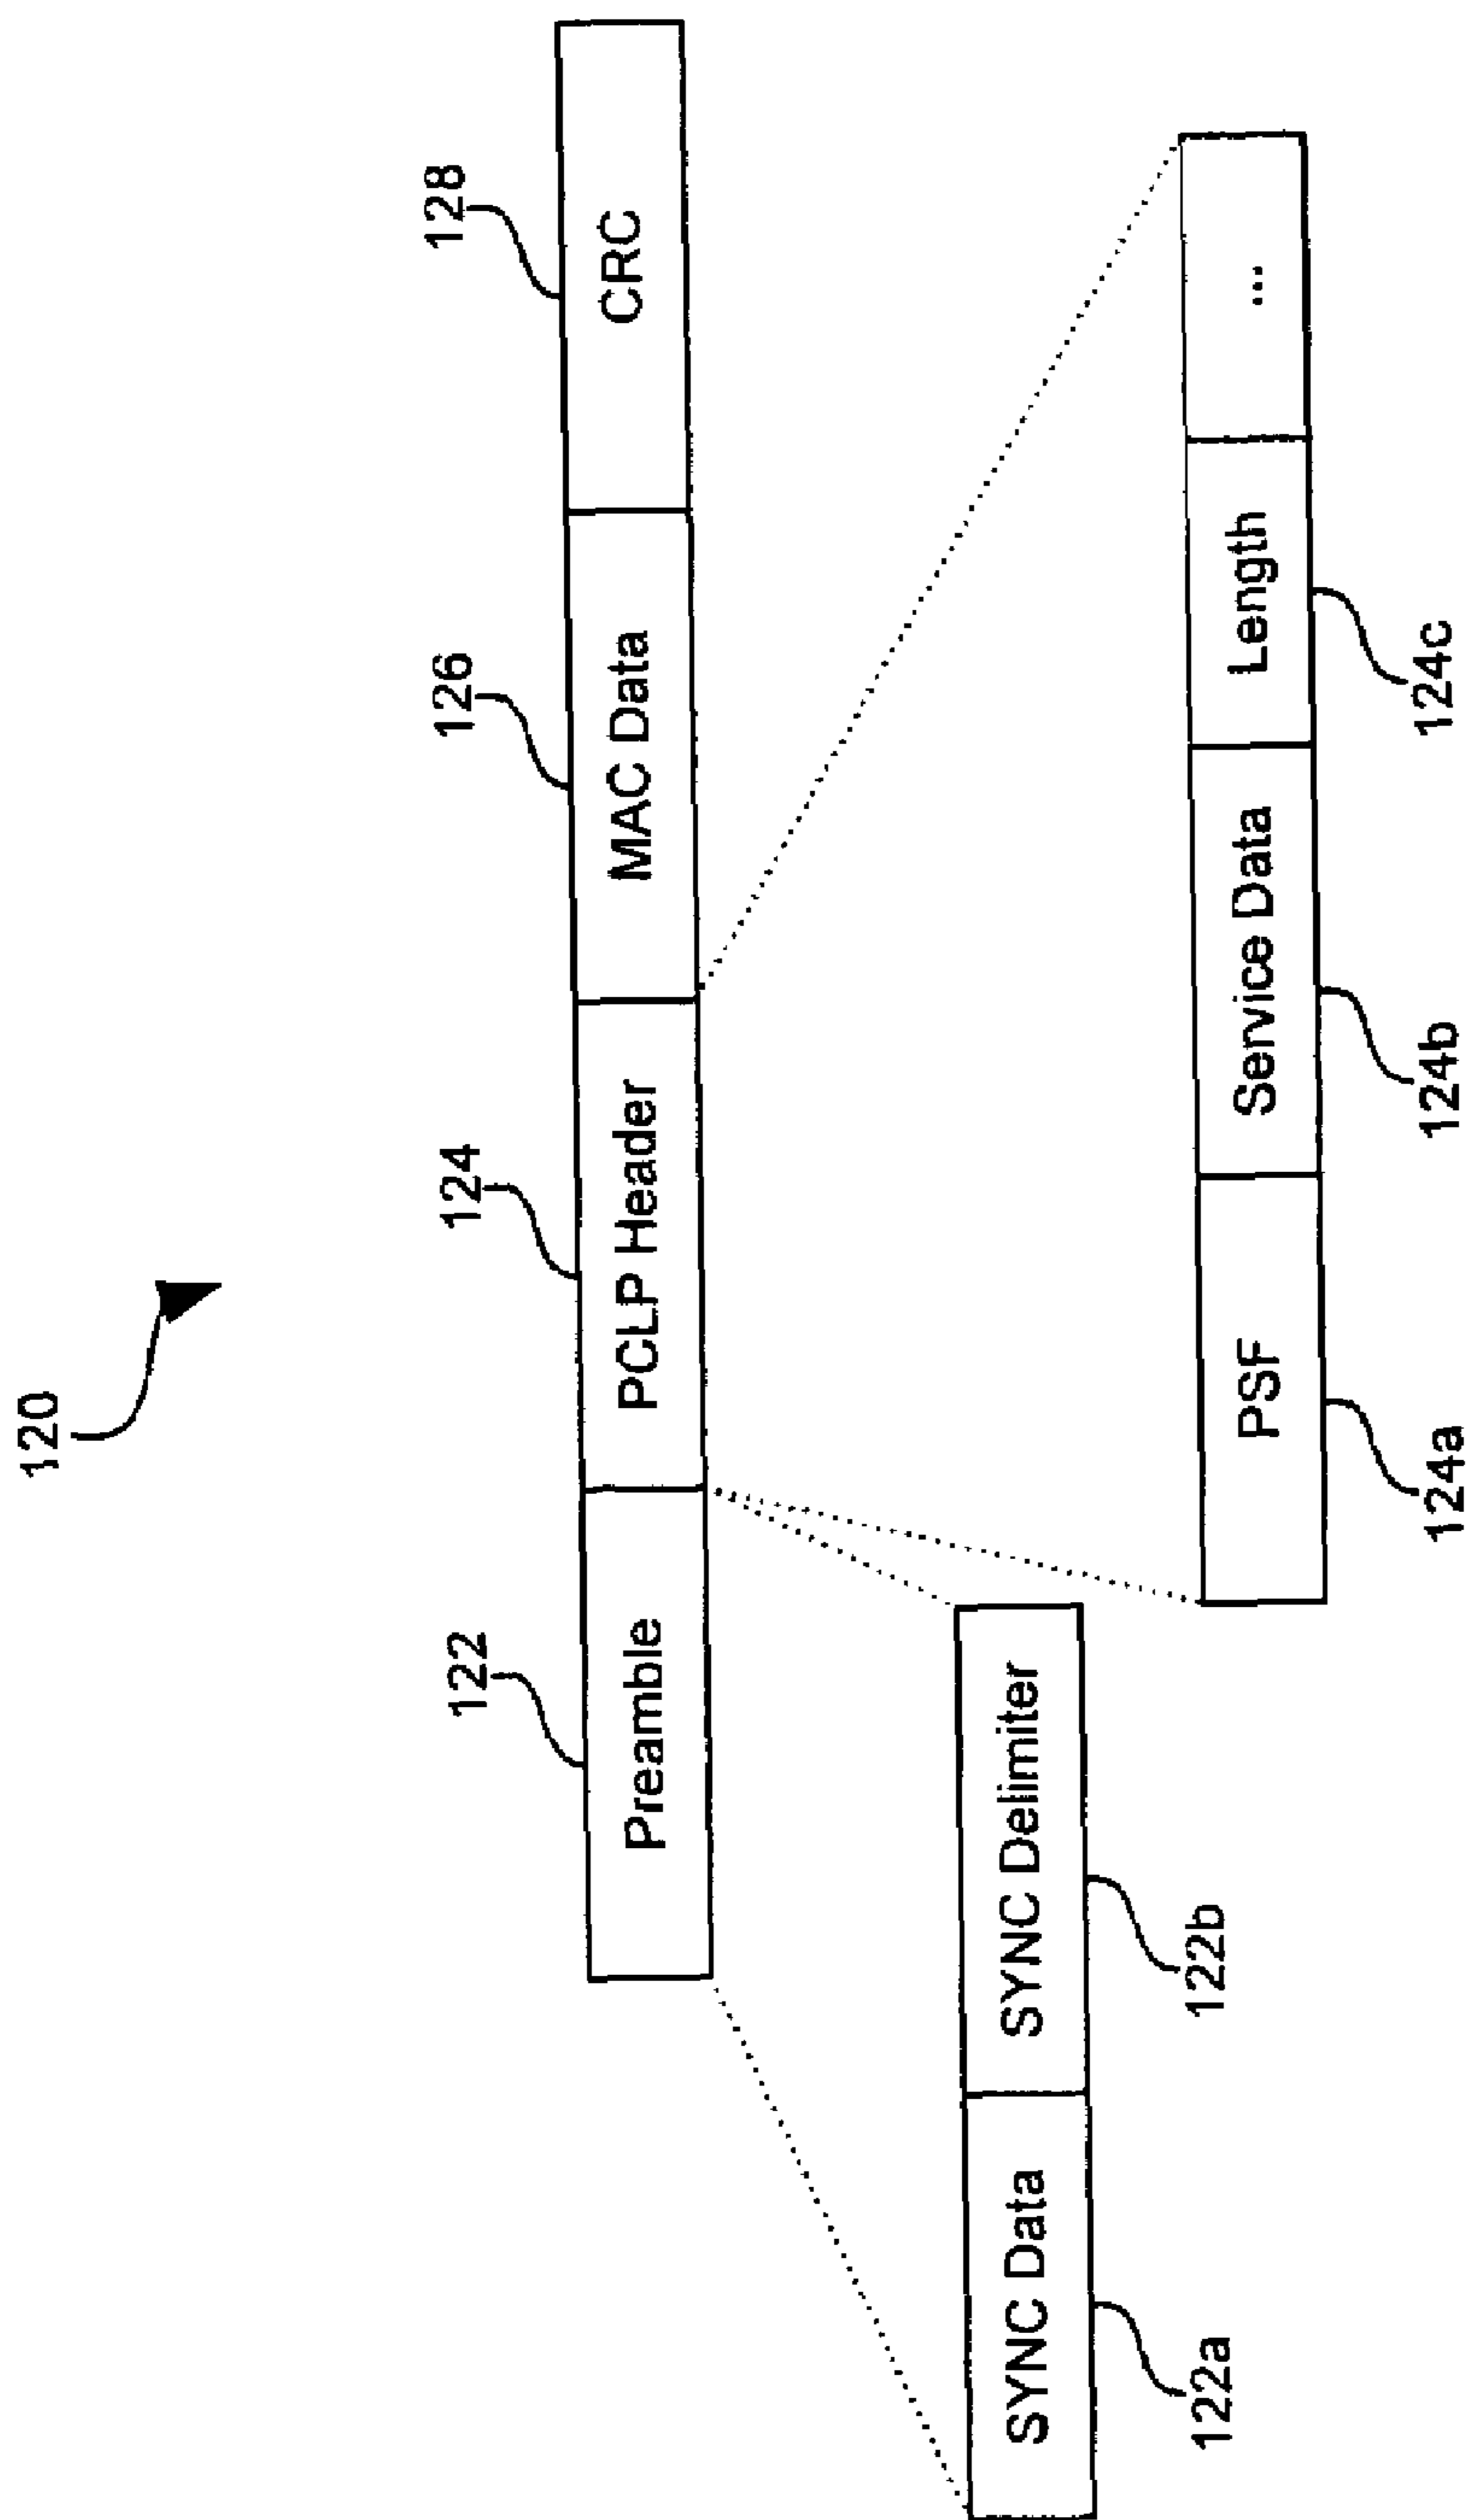 120
122
124
126
128
Preamble
PCLP Header
MAC Data
CRC
SYNC Data
SYNC Delimiter
122a
122b
PSF
Service Data
Length
...
124a
124b
124c